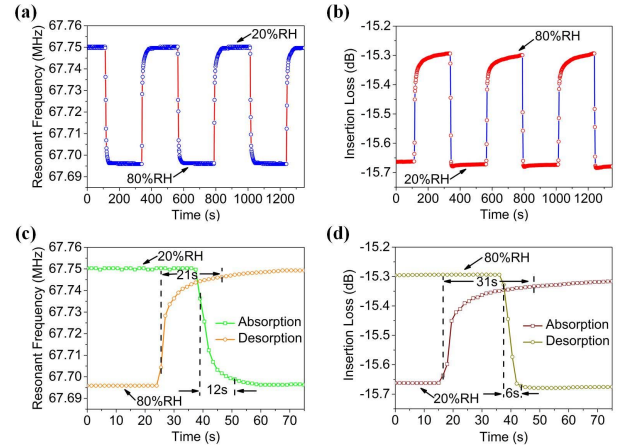 (a)
67.76
67.75
67.74
67.73
67.72
67.71
67.70
67.69
Resonant Frequency (MHz)
20%RH
80%RH
0 200 400 600 800 1000 1200
Time (s)
(b)
-15.2
-15.3
-15.4
-15.5
-15.6
-15.7
Insertion Loss (dB)
80%RH
20%RH
0 200 400 600 800 1000 1200
Time (s)
(c)
67.76
67.75
67.74
67.73
67.72
67.71
67.70
67.69
Resonant Frequency (MHz)
20%RH
21s
Absorption
Desorption
80%RH
12s
0 10 20 30 40 50 60 70
Time (s)
(d)
-15.2
-15.3
-15.4
-15.5
-15.6
-15.7
Insertion Loss (dB)
80%RH
31s
Absorption
Desorption
20%RH
6s
0 10 20 30 40 50 60 70
Time (s)